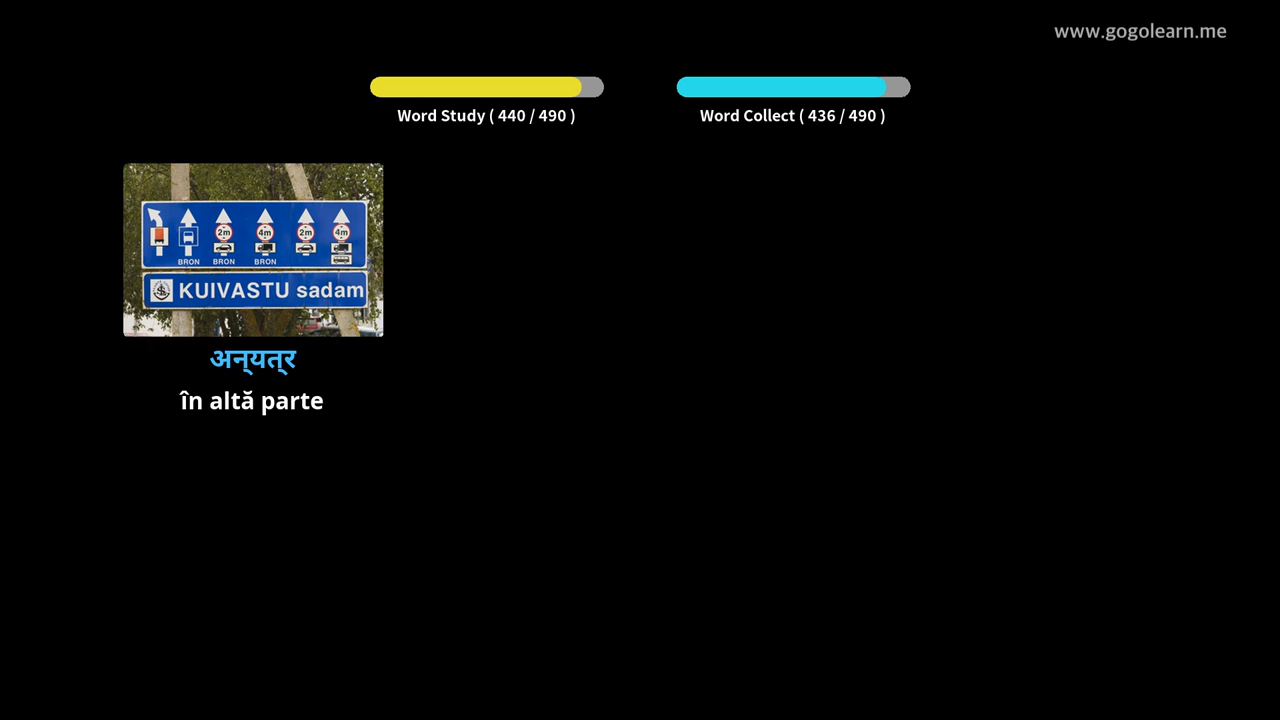 www.gogolearn.me
Word Study ( 440 / 490 )
Word Collect ( 436 / 490 )
2m 4m 2m 4m
BRON BRON BRON
KUIVASTU sadam
अन्‌यत्‌र
în altă parte